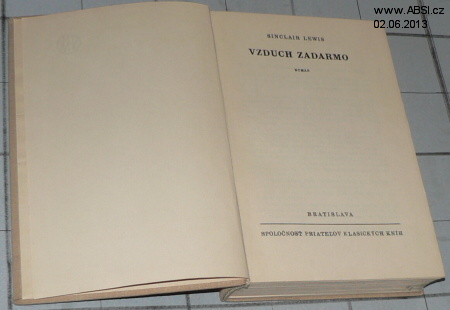 www.ABSI.cz
02.06.2013
SINCLAIR LEWIS
VZDUCH ZADARMO
ROMÁN
BRATISLAVA
SPOLOČNOSŤ PRIATEĽOV KLASICKÝCH KNÍH